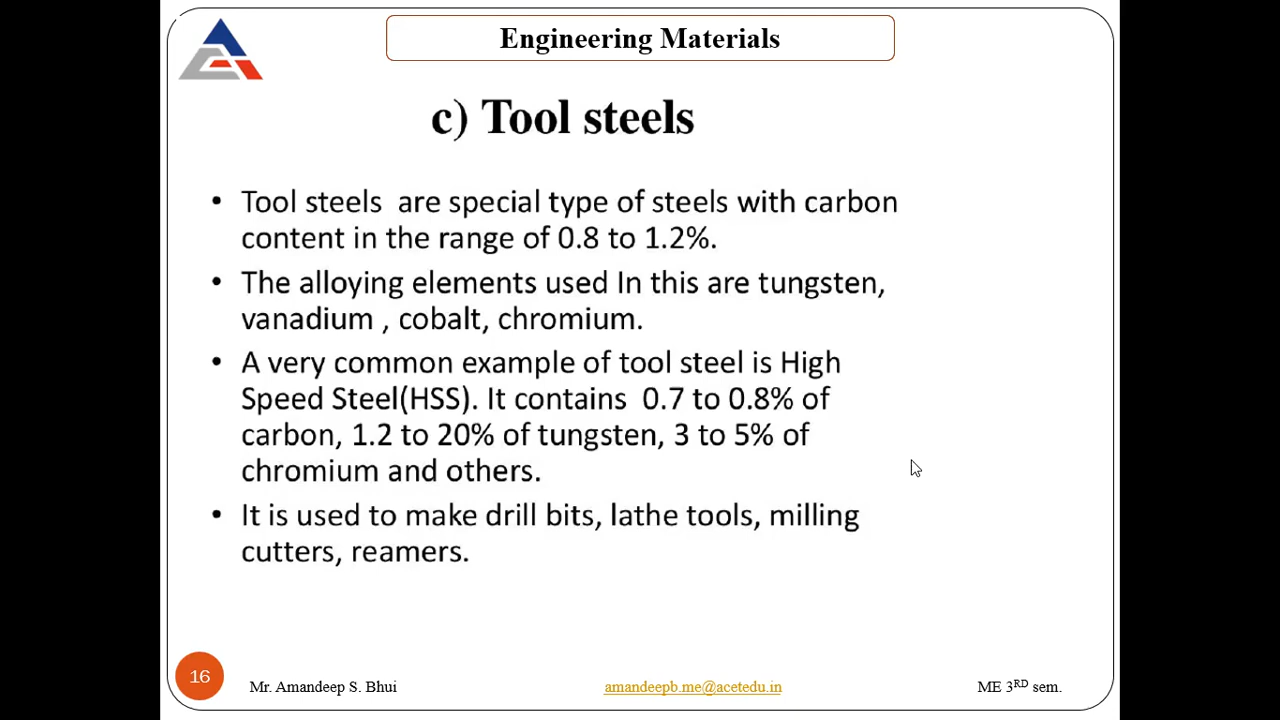 Engineering Materials
c) Tool steels
• Tool steels are special type of steels with carbon
content in the range of 0.8 to 1.2%.
• The alloying elements used In this are tungsten,
vanadium , cobalt, chromium.
• A very common example of tool steel is High
Speed Steel(HSS). It contains 0.7 to 0.8% of
carbon, 1.2 to 20% of tungsten, 3 to 5% of
chromium and others.
• It is used to make drill bits, lathe tools, milling
cutters, reamers.
16 Mr. Amandeep S. Bhui amandeepb.me@acetedu.in ME 3RD sem.